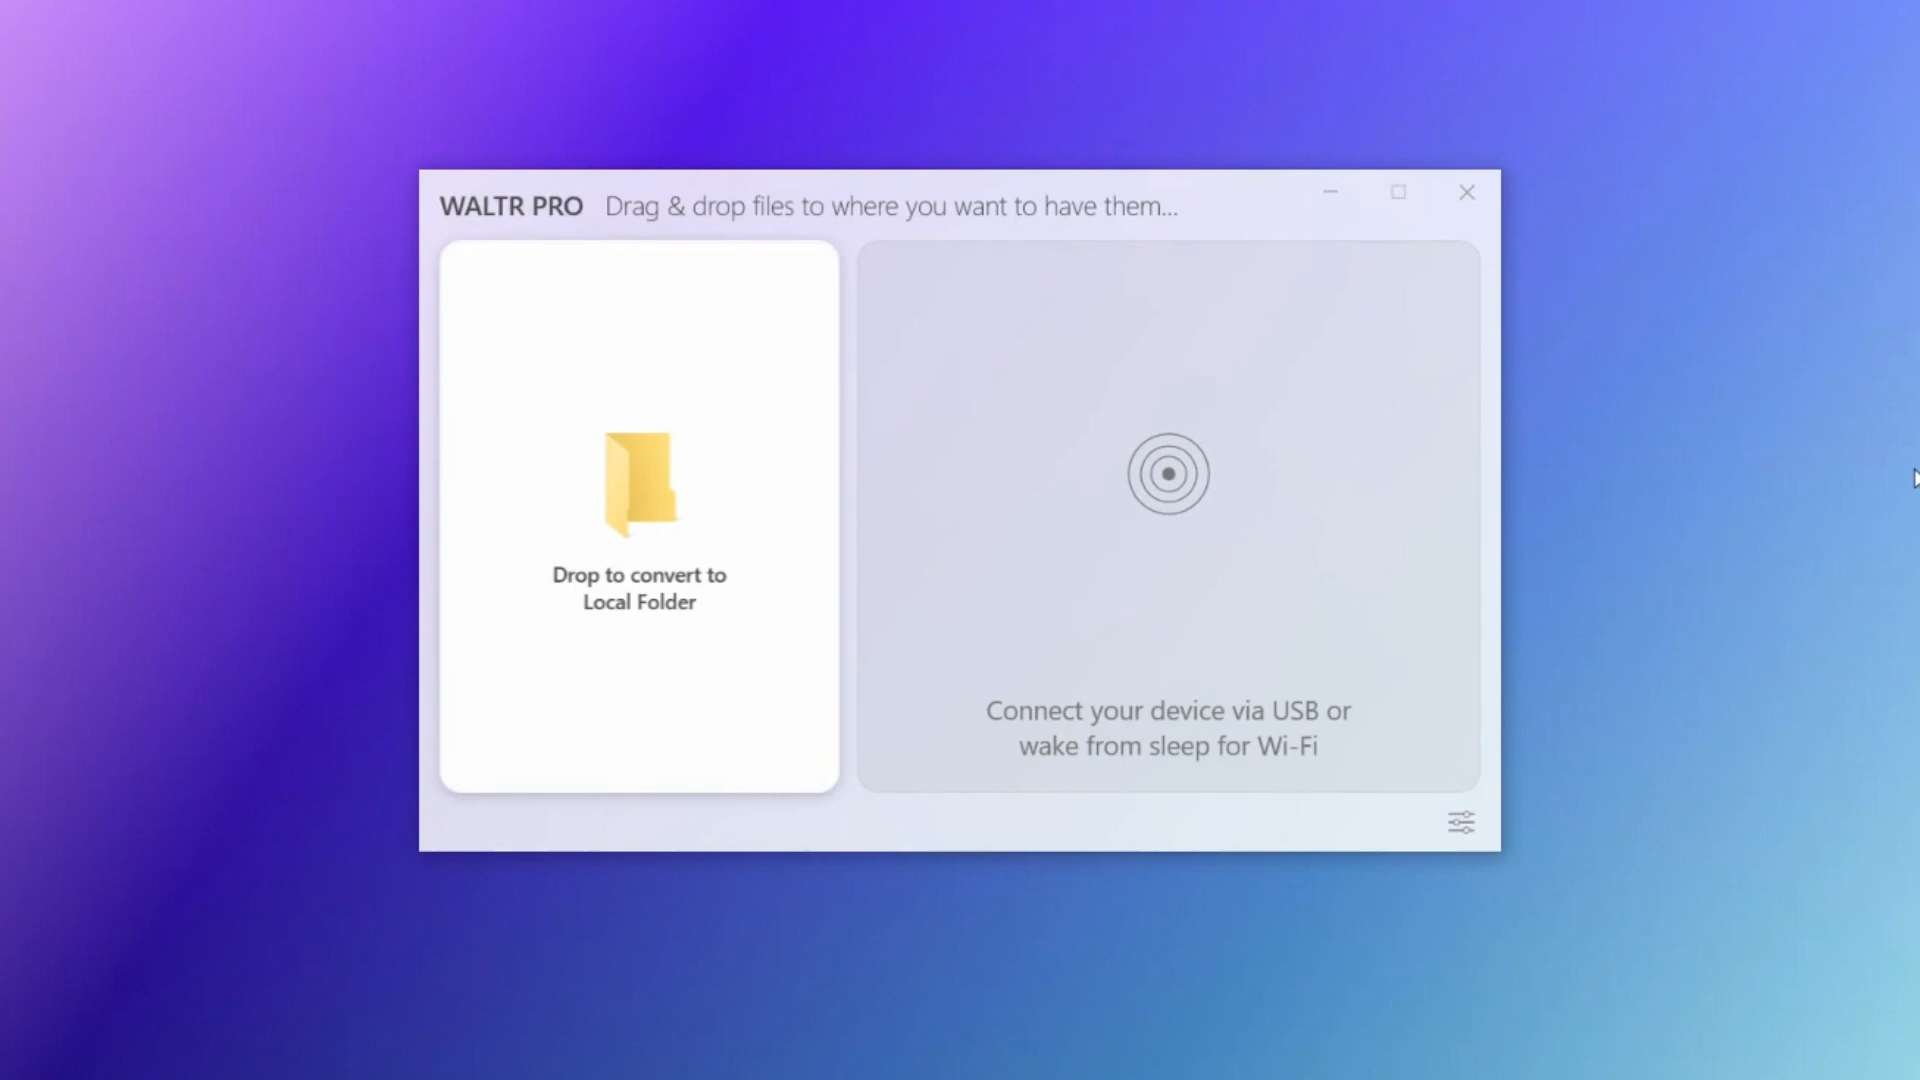 WALTR PRO Drag & drop files to where you want to have them...
Drop to convert to
Local Folder
Connect your device via USB or
wake from sleep for Wi-Fi